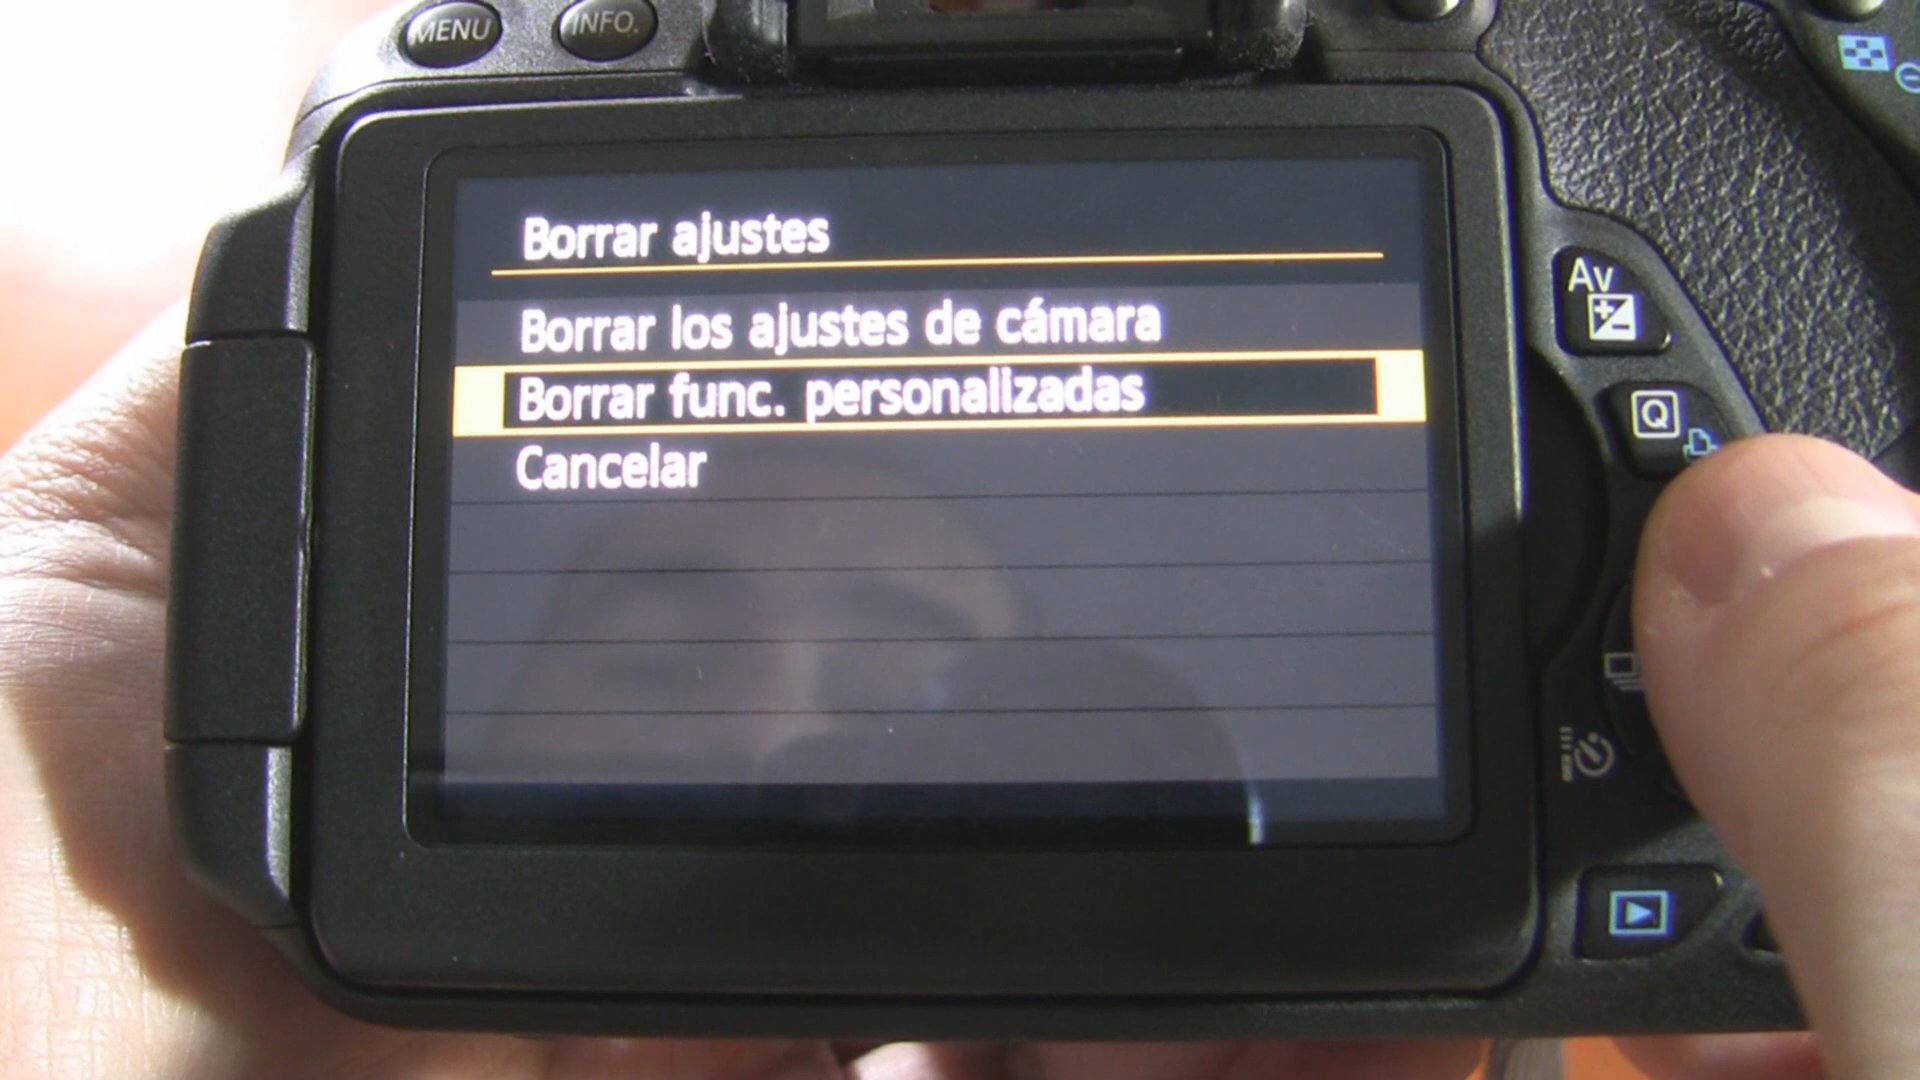 MENU INFO.
Borrar ajustes
Borrar los ajustes de cámara
Borrar func. personalizadas
Cancelar
Av
Q